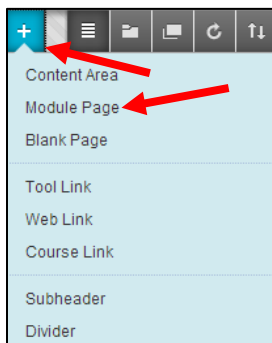 Content Area
Module Page
Blank Page
Tool Link
Web Link
Course Link
Subheader
Divider